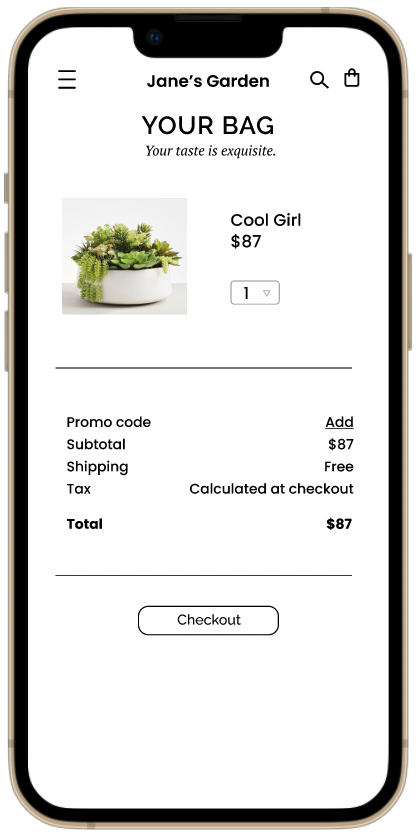 Jane’s Garden
YOUR BAG
Your taste is exquisite.
Cool Girl
$87
1
Promo code Add
Subtotal $87
Shipping Free
Tax Calculated at checkout
Total $87
Checkout